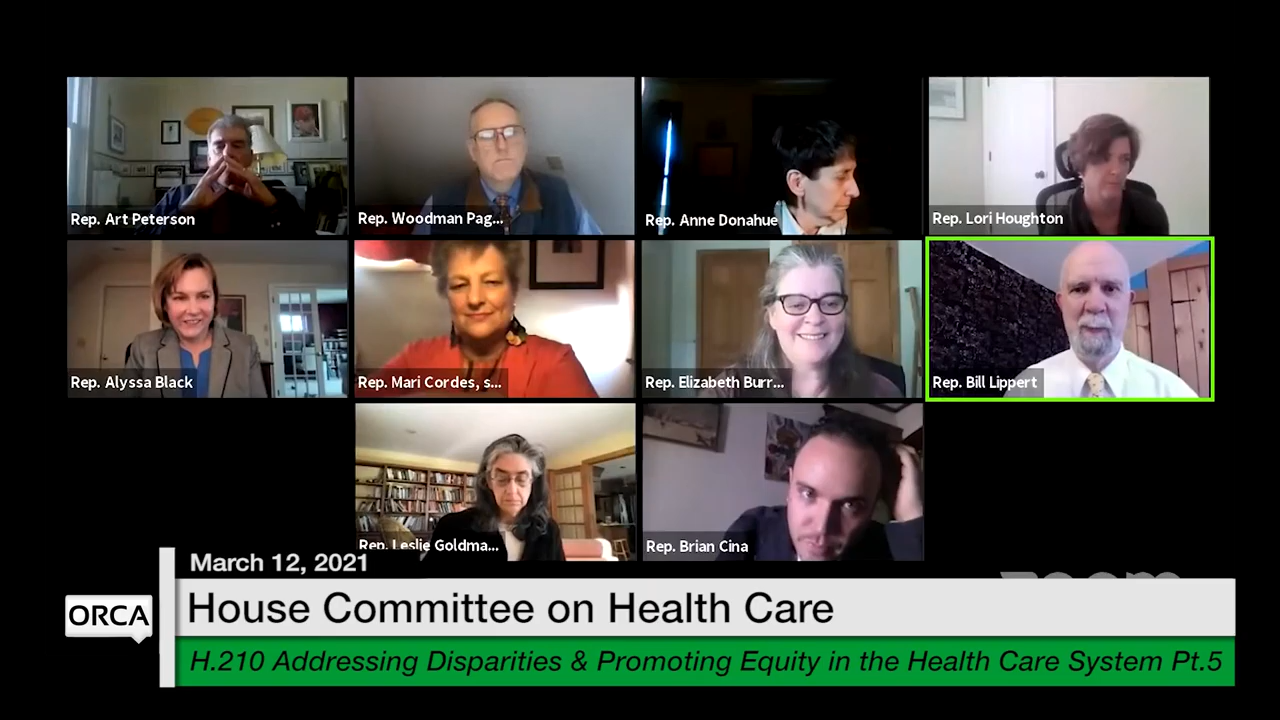 Rep. Art Peterson
Rep. Woodman Pag...
Rep. Anne Donahue
Rep. Lori Houghton
Rep. Alyssa Black
Rep. Mari Cordes, s...
Rep. Elizabeth Burr...
Rep. Bill Lippert
Rep. Leslie Goldma...
Rep. Brian Cina
March 12, 2021
zoom
ORCA
House Committee on Health Care
H.210 Addressing Disparities & Promoting Equity in the Health Care System Pt.5